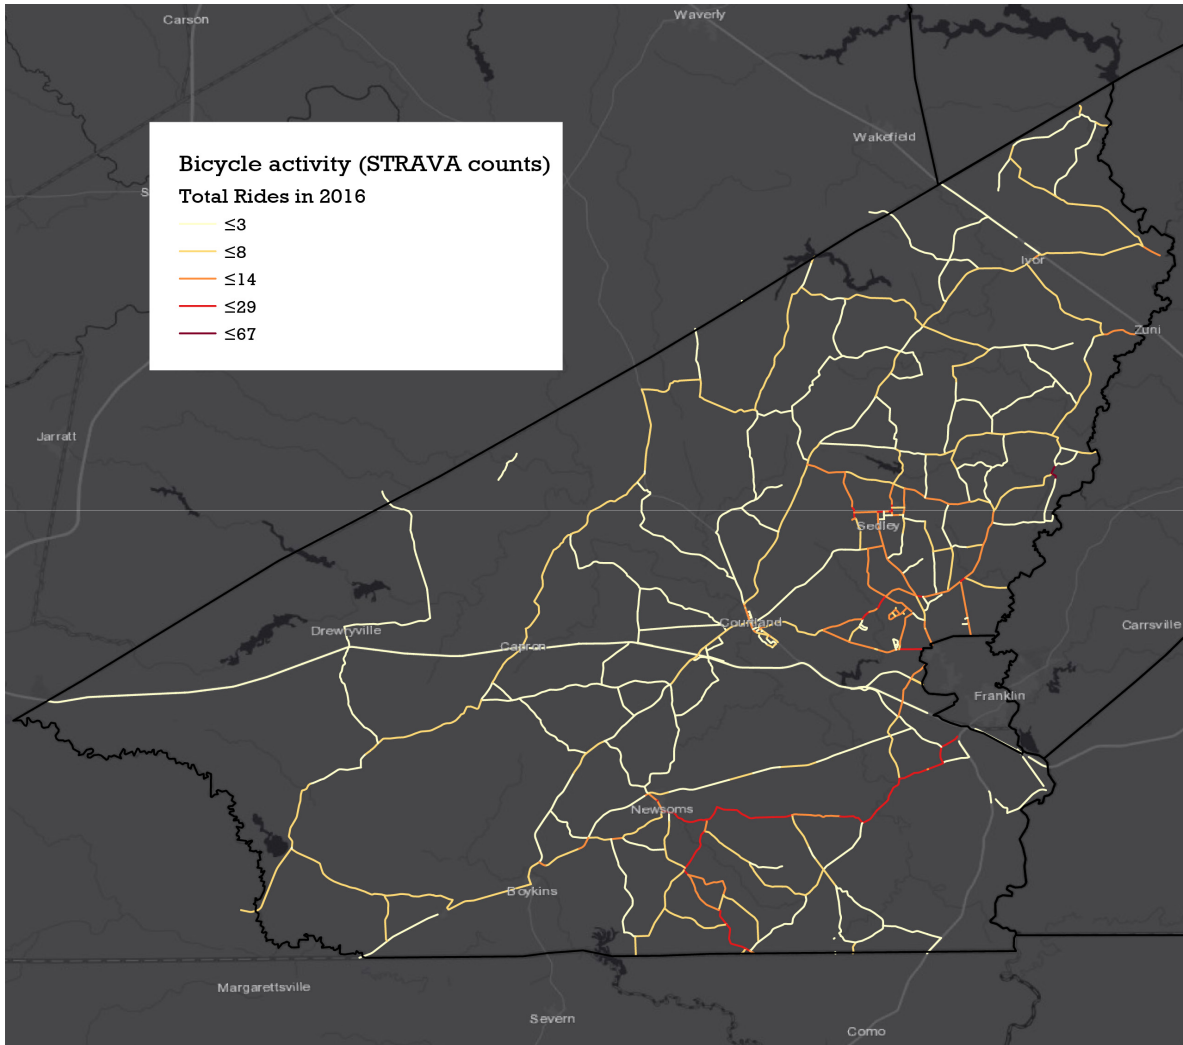 Carson
Waverly
Wakefield
S
Bicycle activity (STRAVA counts)
Total Rides in 2016
≤3
≤8
≤14
≤29
≤67
Ivor
Zuni
Jarratt
Sedley
Courtland
Carrsville
Drewryville
Capron
Franklin
Newsoms
Boykins
Margarettsville
Severn
Como